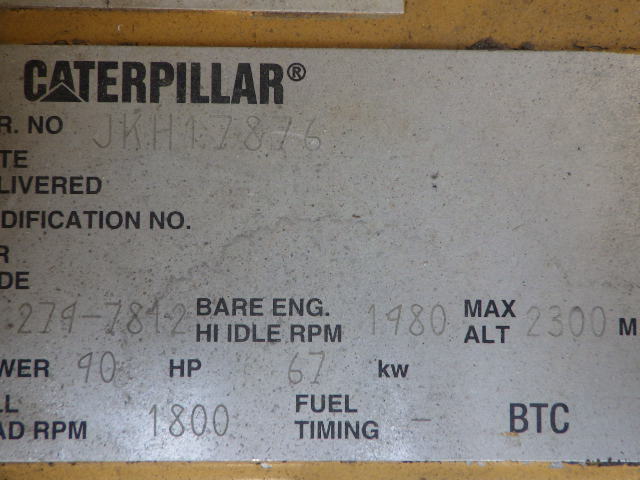 CATERPILLAR®
R. NO JKH17876
TE
LIVERED
DIFICATION NO.
R
DE
279-7812 BARE ENG. HI IDLE RPM 1980 MAX ALT 2300 M
WER 90 HP 67 kw
LL
AD RPM 1800 FUEL TIMING - BTC